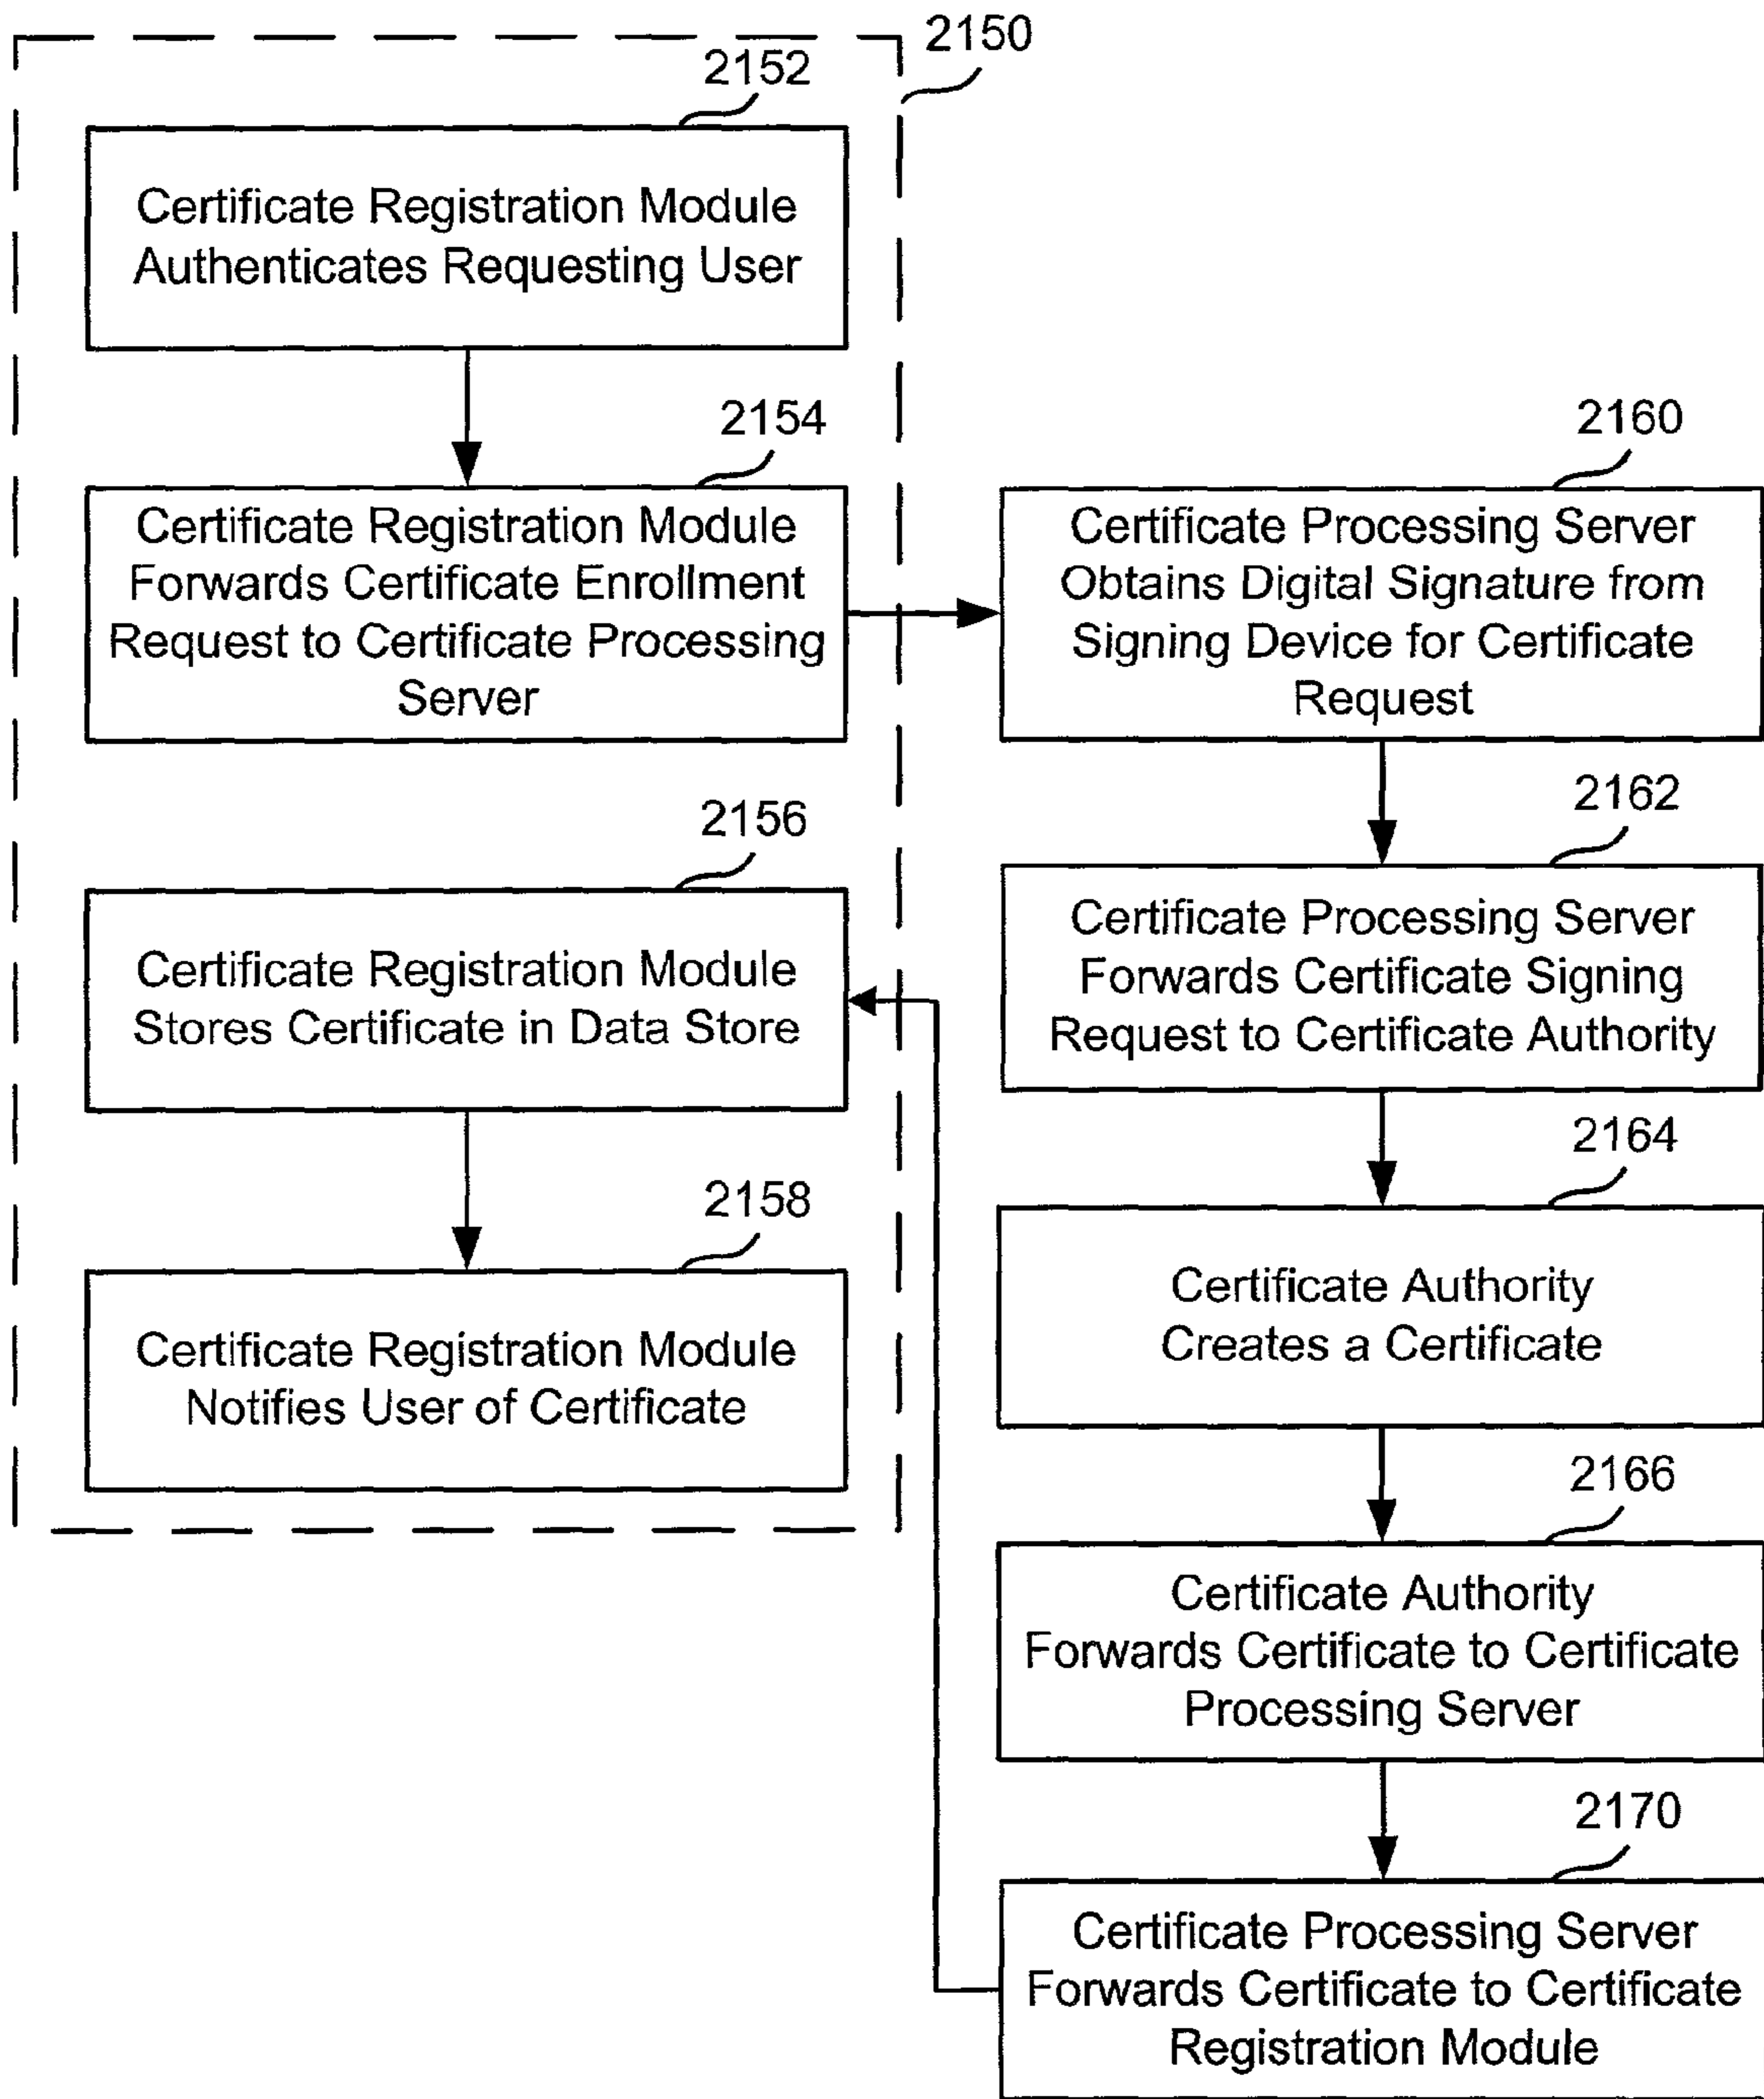 2150
2152
Certificate Registration Module
Authenticates Requesting User
2154
Certificate Registration Module
Forwards Certificate Enrollment
Request to Certificate Processing
Server
2156
Certificate Registration Module
Stores Certificate in Data Store
2158
Certificate Registration Module
Notifies User of Certificate
2160
Certificate Processing Server
Obtains Digital Signature from
Signing Device for Certificate
Request
2162
Certificate Processing Server
Forwards Certificate Signing
Request to Certificate Authority
2164
Certificate Authority
Creates a Certificate
2166
Certificate Authority
Forwards Certificate to Certificate
Processing Server
2170
Certificate Processing Server
Forwards Certificate to Certificate
Registration Module